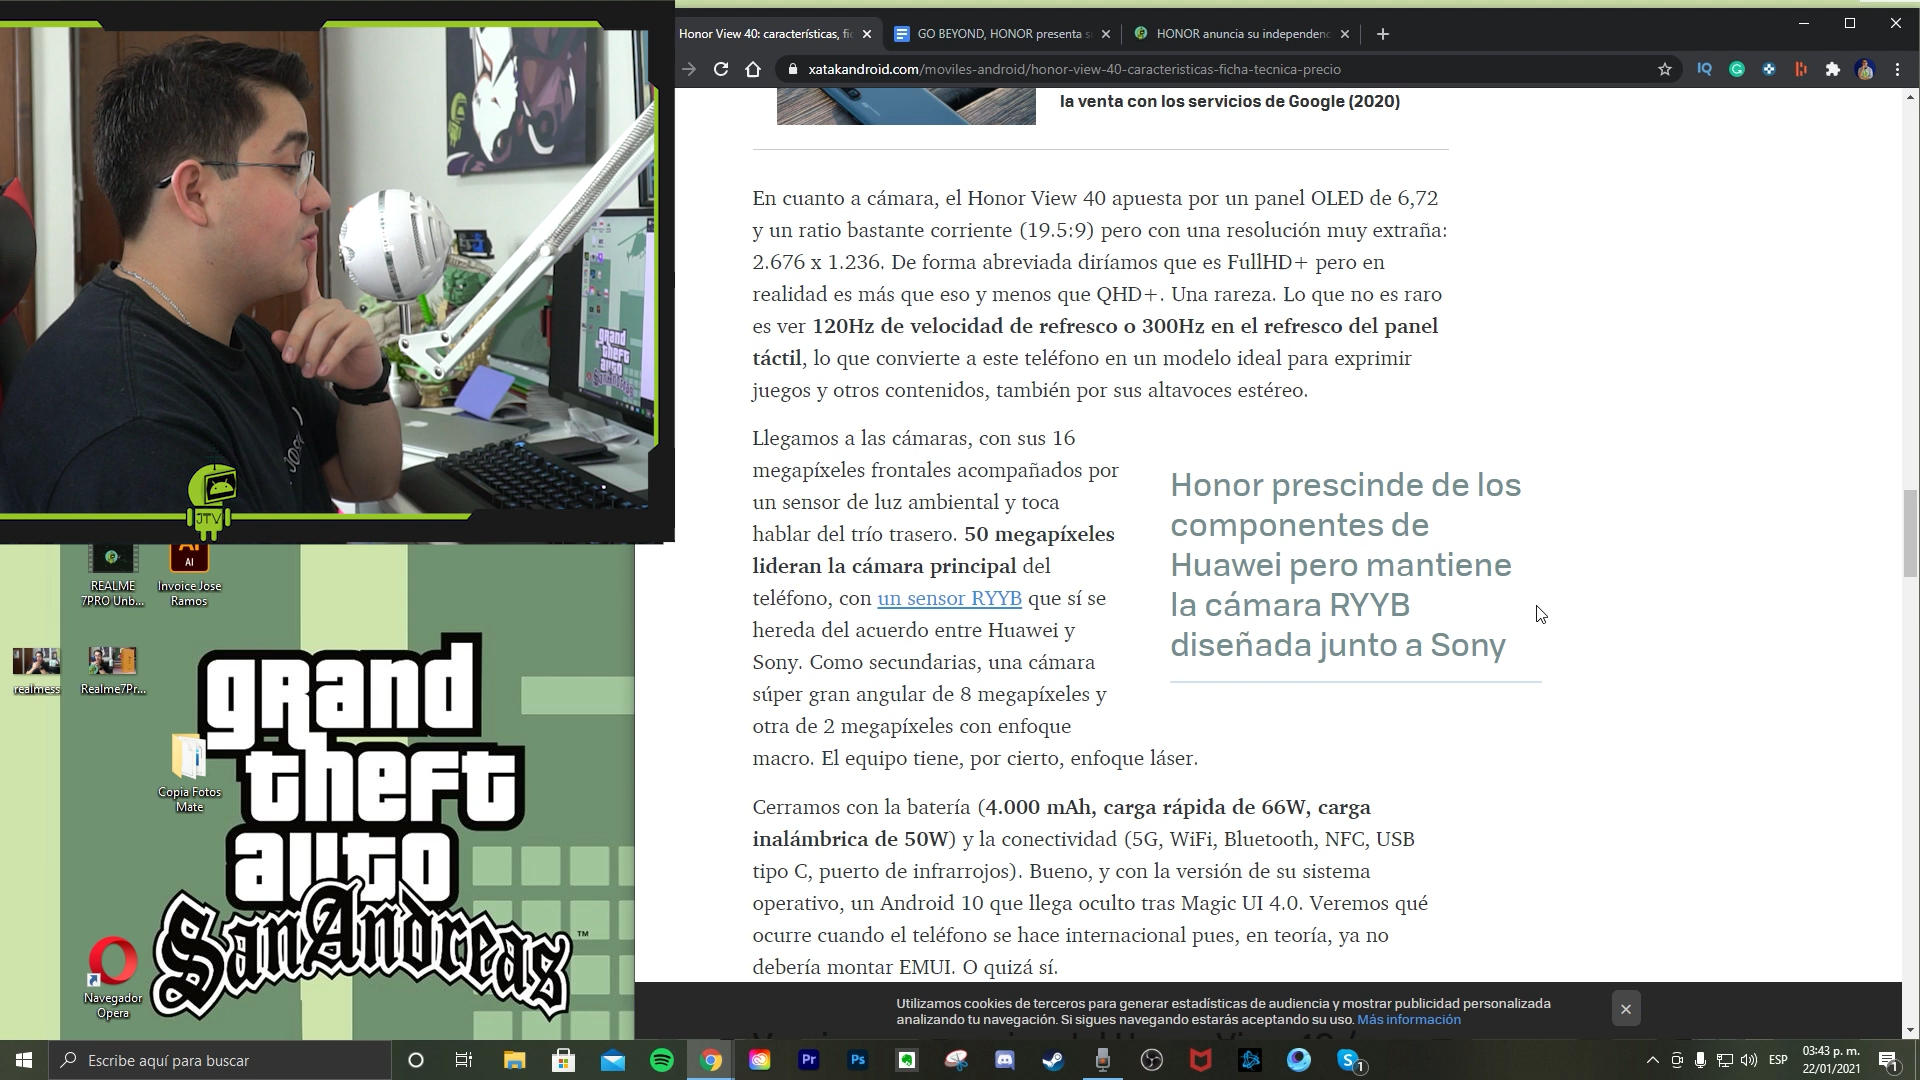 Honor View 40: características, fi
GO BEYOND, HONOR presenta s
HONOR anuncia su independenc
xatakandroid.com/moviles-android/honor-view-40-caracteristicas-ficha-tecnica-precio
la venta con los servicios de Google (2020)
En cuanto a cámara, el Honor View 40 apuesta por un panel OLED de 6,72
y un ratio bastante corriente (19.5:9) pero con una resolución muy extraña:
2.676 x 1.236. De forma abreviada diríamos que es FullHD+ pero en
realidad es más que eso y menos que QHD+. Una rareza. Lo que no es raro
es ver 120Hz de velocidad de refresco o 300Hz en el refresco del panel
táctil, lo que convierte a este teléfono en un modelo ideal para exprimir
juegos y otros contenidos, también por sus altavoces estéreo.
Llegamos a las cámaras, con sus 16
megapíxeles frontales acompañados por
un sensor de luz ambiental y toca
hablar del trío trasero. 50 megapíxeles
lideran la cámara principal del
teléfono, con un sensor RYYB que sí se
hereda del acuerdo entre Huawei y
Sony. Como secundarias, una cámara
súper gran angular de 8 megapíxeles y
otra de 2 megapíxeles con enfoque
macro. El equipo tiene, por cierto, enfoque láser.
Honor prescinde de los
componentes de
Huawei pero mantiene
la cámara RYYB
diseñada junto a Sony
Cerramos con la batería (4.000 mAh, carga rápida de 66W, carga
inalámbrica de 50W) y la conectividad (5G, WiFi, Bluetooth, NFC, USB
tipo C, puerto de infrarrojos). Bueno, y con la versión de su sistema
operativo, un Android 10 que llega oculto tras Magic UI 4.0. Veremos qué
ocurre cuando el teléfono se hace internacional pues, en teoría, ya no
debería montar EMUI. O quizá sí.
Utilizamos cookies de terceros para generar estadísticas de audiencia y mostrar publicidad personalizada
analizando tu navegación. Si sigues navegando estarás aceptando su uso. Más información
grand
theft
auto
San Andreas
JTV
grand
theft
auto
San Andreas™
REALME
7PRO Unb...
AI
Invoice Jose
Ramos
realmess
Realme7Pr...
Copia Fotos
Mate
Navegador
Opera
Escribe aquí para buscar
Pr
Ps
1
ESP
03:43 p. m.
22/01/2021
1
IQ